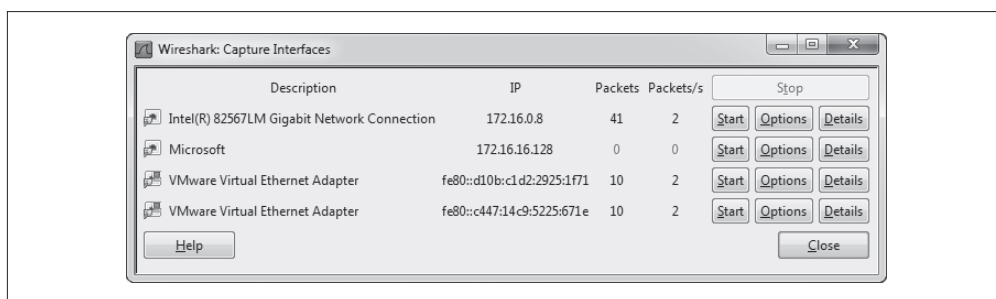 Wireshark: Capture Interfaces
Description IP Packets Packets/s Stop
Intel(R) 82567LM Gigabit Network Connection 172.16.0.8 41 2 Start Options Details
Microsoft 172.16.16.128 0 0 Start Options Details
VMware Virtual Ethernet Adapter fe80::d10b:c1d2:2925:1f71 10 2 Start Options Details
VMware Virtual Ethernet Adapter fe80::c447:14c9:5225:671e 10 2 Start Options Details
Help Close